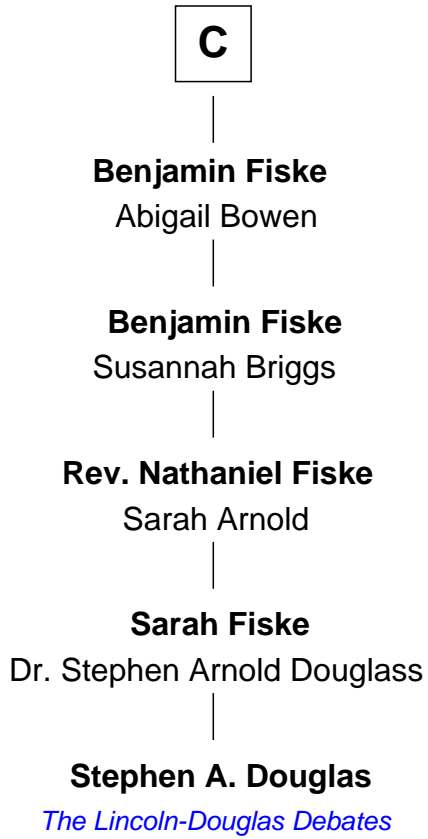 C
Benjamin Fiske
Abigail Bowen
Benjamin Fiske
Susannah Briggs
Rev. Nathaniel Fiske
Sarah Arnold
Sarah Fiske
Dr. Stephen Arnold Douglass
Stephen A. Douglas
The Lincoln-Douglas Debates